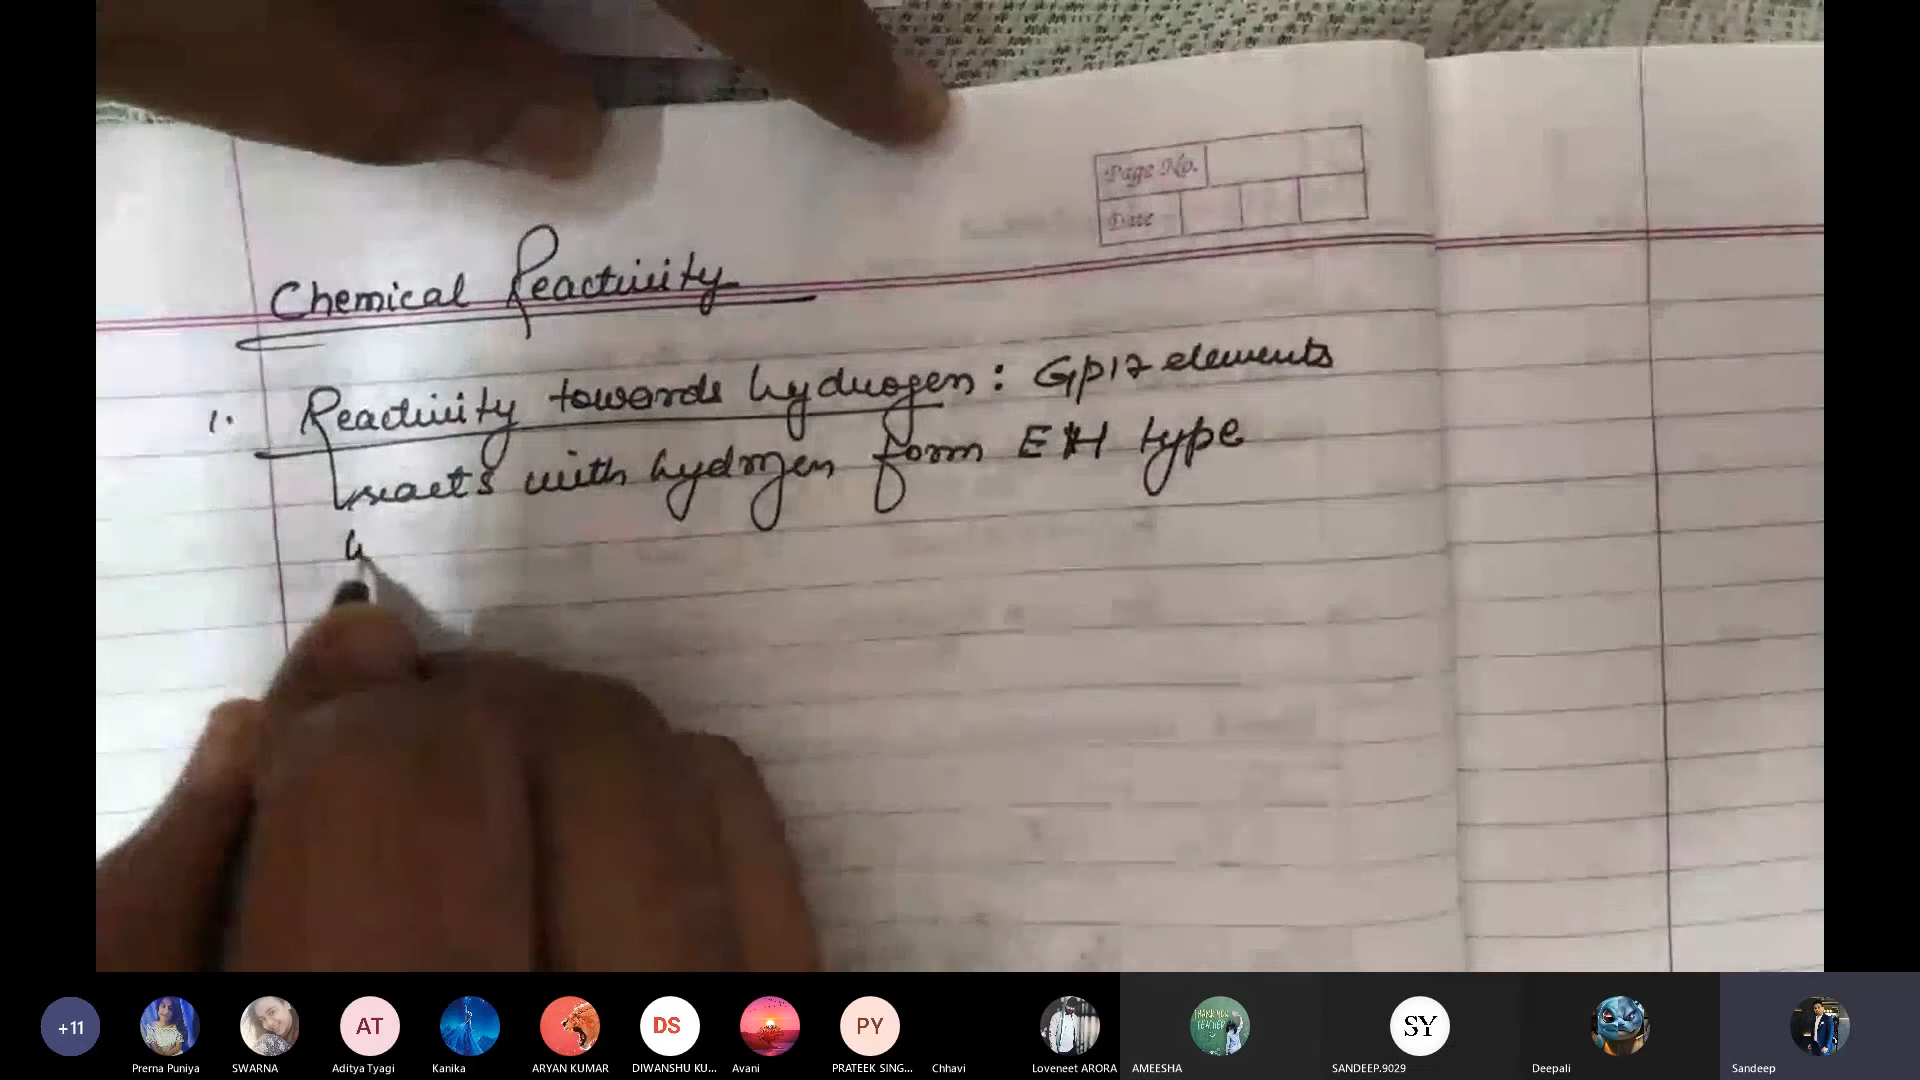 Page No.
Date
Chemical Reactivity
1. Reactivity towards hydrogen: Gp 17 elements
reacts with hydrogen form EH type
+11
AT
DS
PY
SY
Prerna Puniya
SWARNA
Aditya Tyagi
Kanika
ARYAN KUMAR
DIWANSHU KU...
Avani
PRATEEK SING...
Chhavi
Loveneet ARORA
AMEESHA
SANDEEP.9029
Deepali
Sandeep